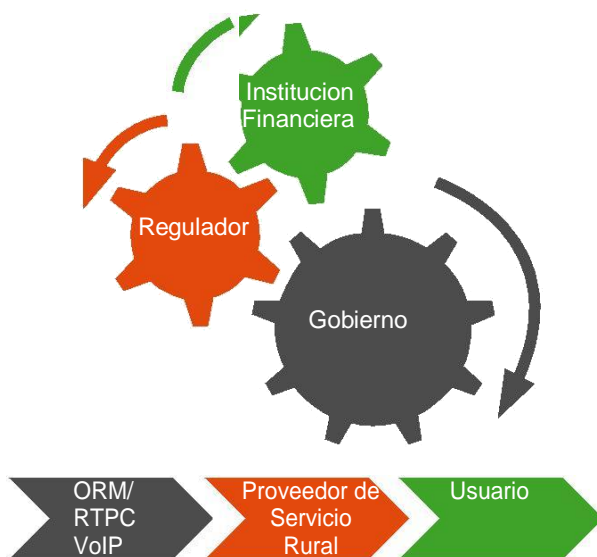 Institucion
Financiera
Regulador
Gobierno
ORM/
RTPC
VoIP
Proveedor de
Servicio
Rural
Usuario